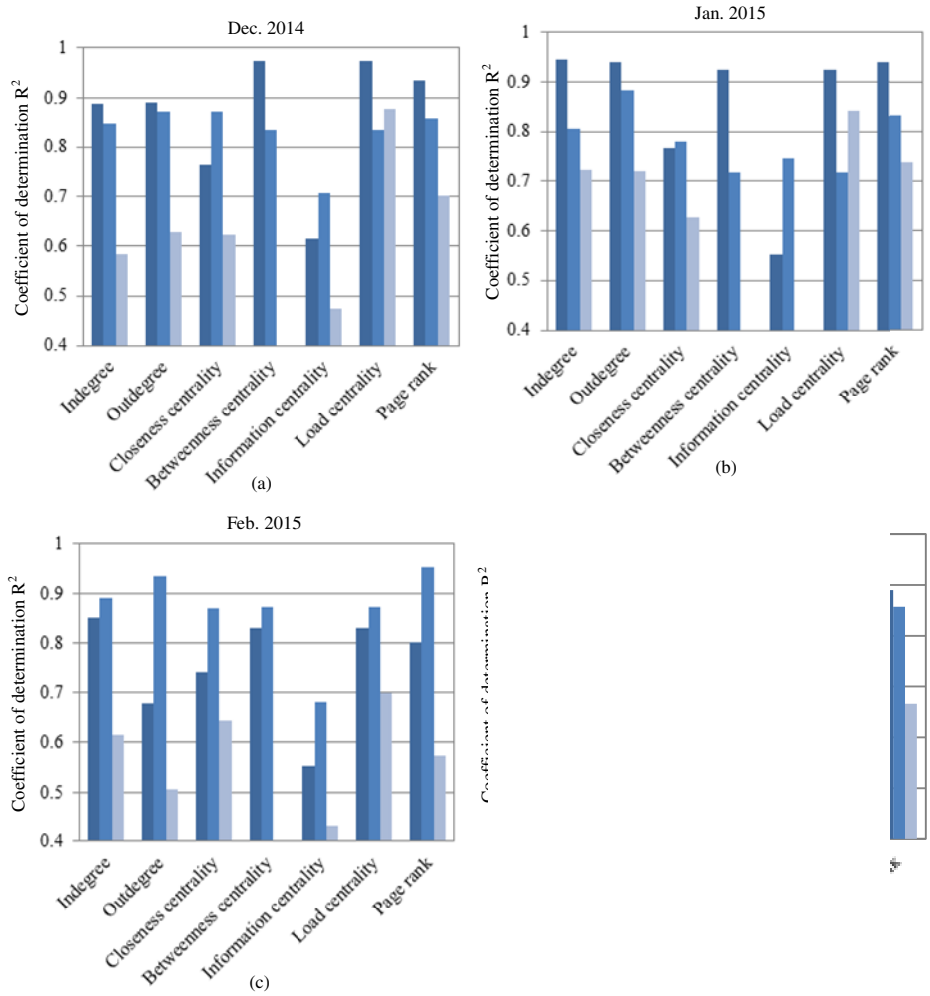 Dec. 2014
Coefficient of determination R²
1
0.9
0.8
0.7
0.6
0.5
0.4
Indegree
Outdegree
Closeness centrality
Betweenness centrality
Information centrality
Load centrality
Page rank
(a)
Jan. 2015
Coefficient of determination R²
1
0.9
0.8
0.7
0.6
0.5
0.4
Indegree
Outdegree
Closeness centrality
Betweenness centrality
Information centrality
Load centrality
Page rank
(b)
Feb. 2015
Coefficient of determination R²
1
0.9
0.8
0.7
0.6
0.5
0.4
Indegree
Outdegree
Closeness centrality
Betweenness centrality
Information centrality
Load centrality
Page rank
(c)
Coefficient of determination R²